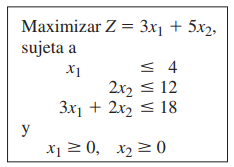 Maximizar Z = 3x₁ + 5x₂,
sujeta a
x₁ ≤ 4
2x₂ ≤ 12
3x₁ + 2x₂ ≤ 18
y
x₁ ≥ 0, x₂ ≥ 0